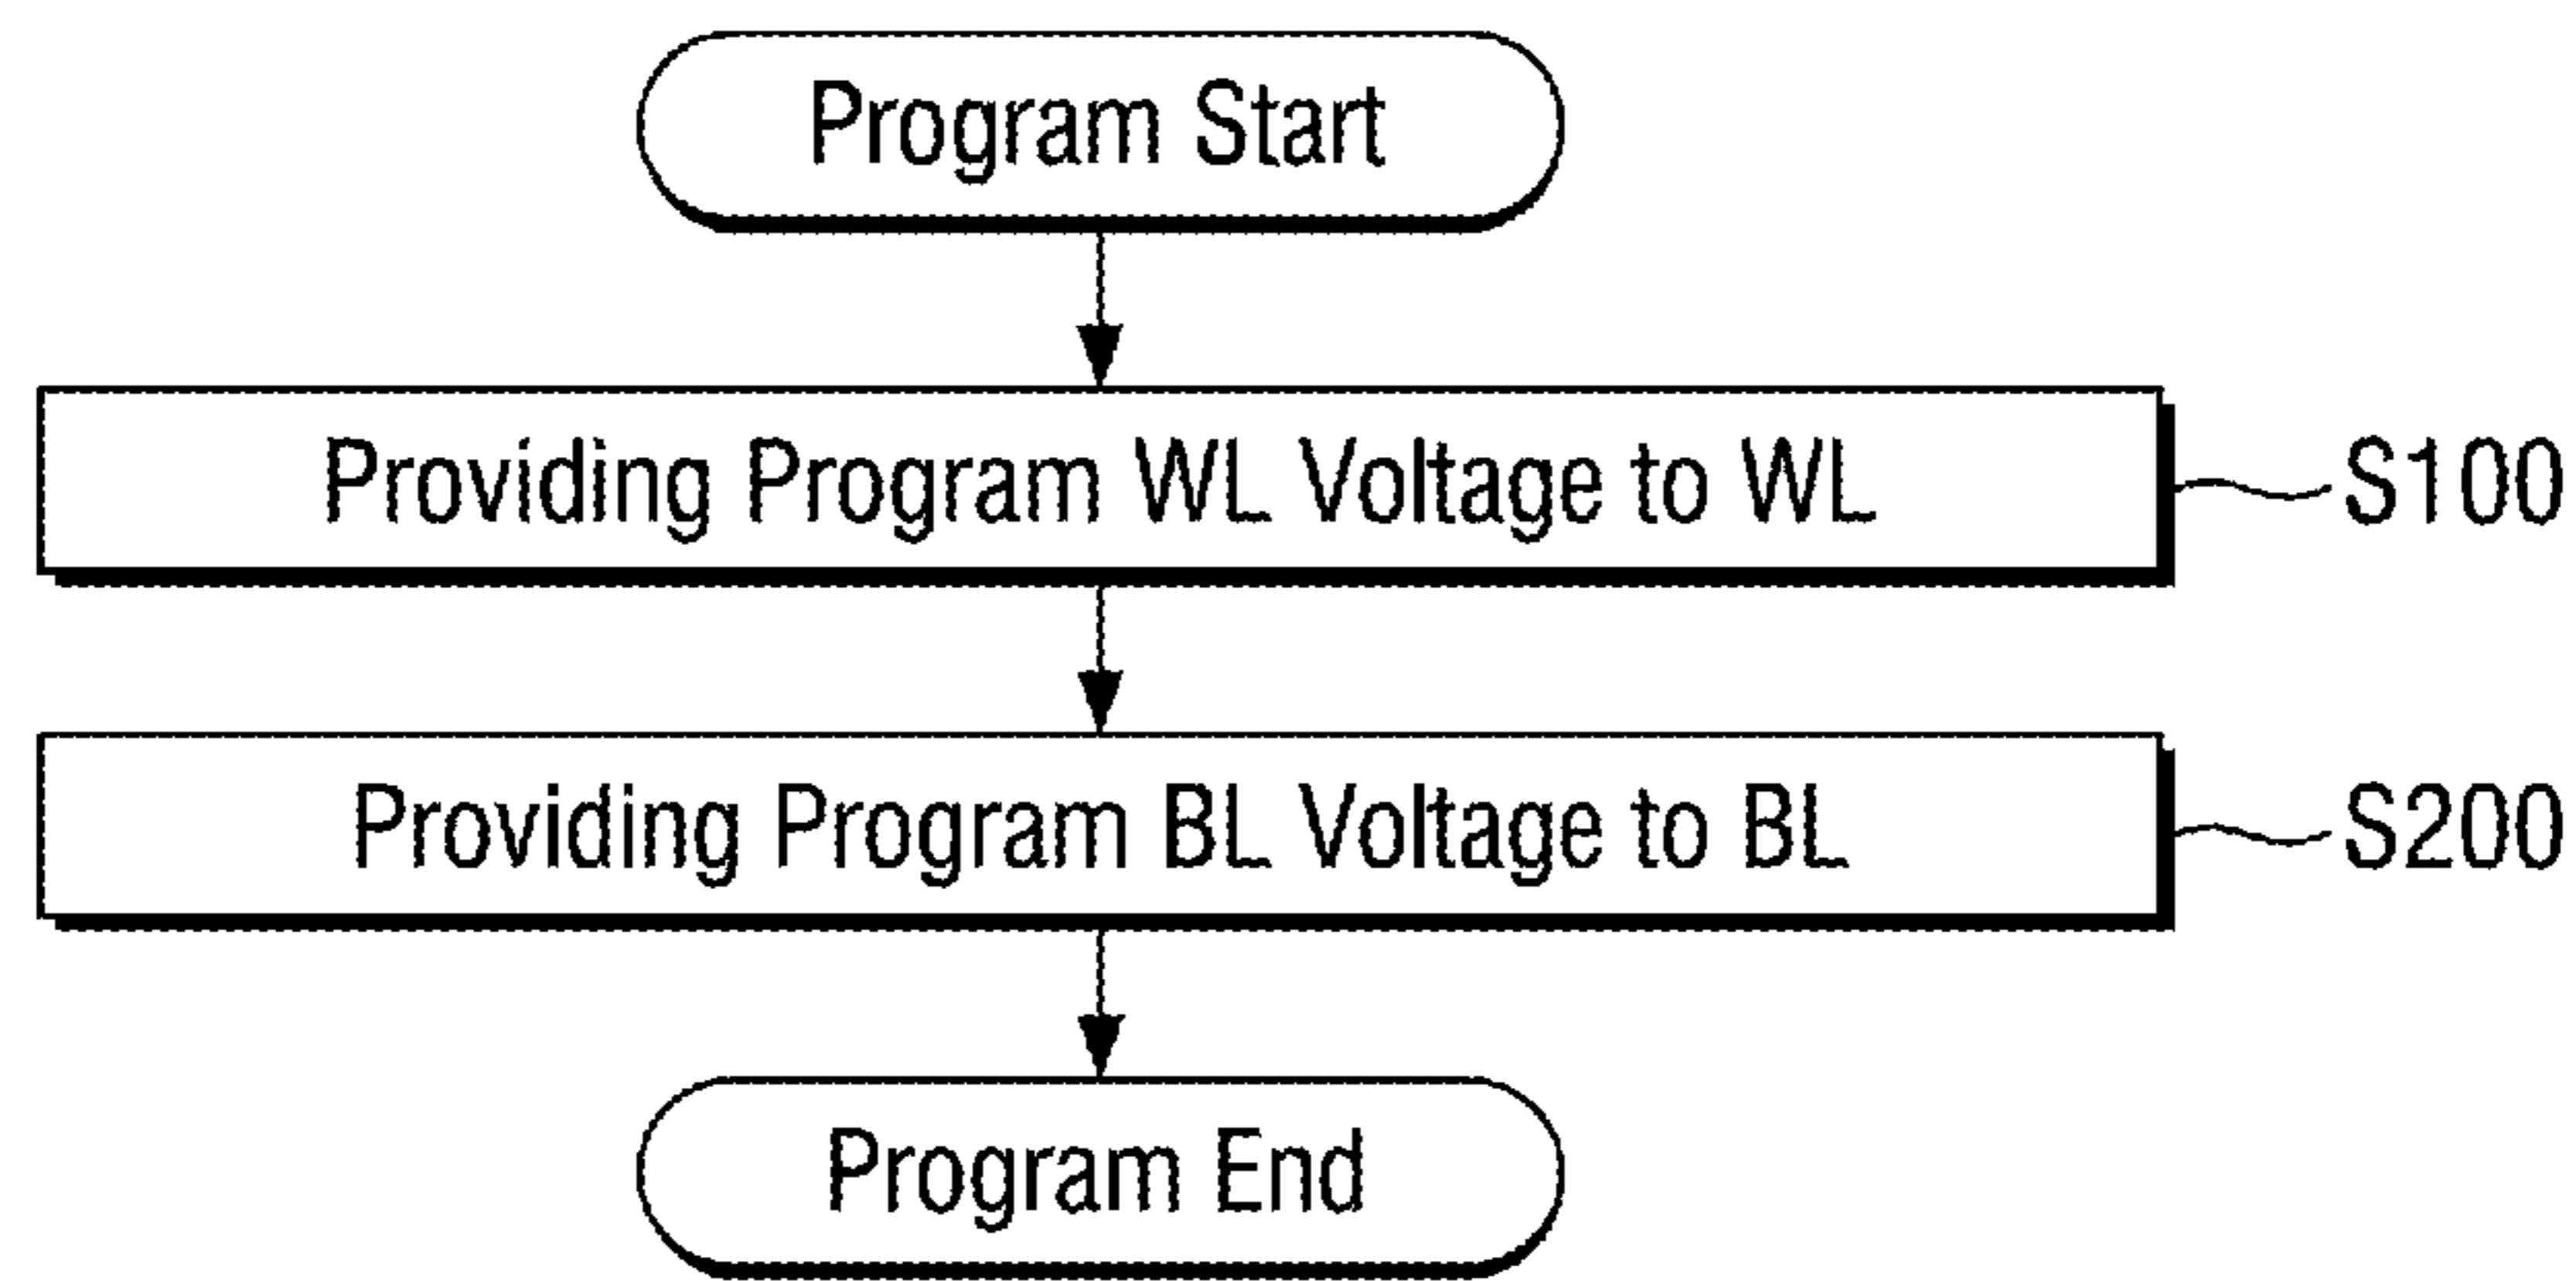 Program Start
Providing Program WL Voltage to WL
S100
Providing Program BL Voltage to BL
S200
Program End